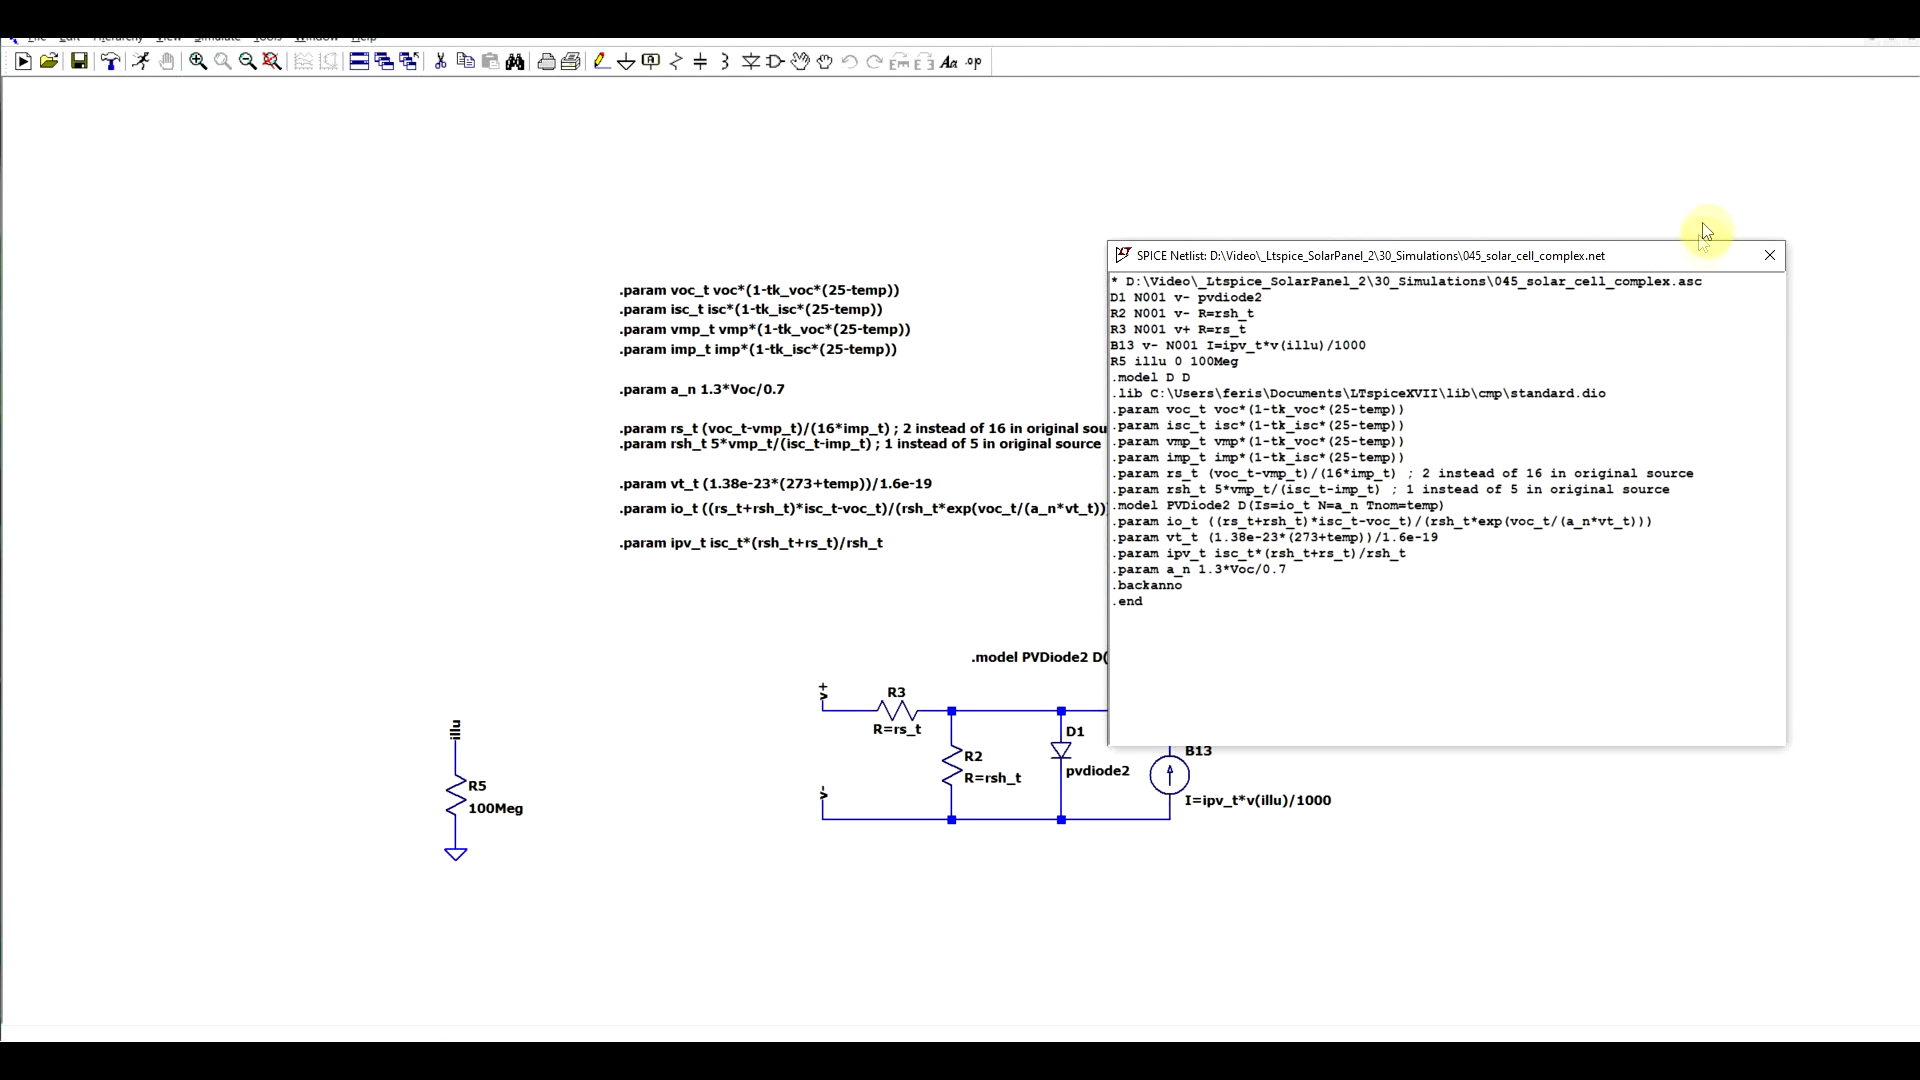 Aa .op
.param voc_t voc*(1-tk_voc*(25-temp))
.param isc_t isc*(1-tk_isc*(25-temp))
.param vmp_t vmp*(1-tk_voc*(25-temp))
.param imp_t imp*(1-tk_isc*(25-temp))
.param a_n 1.3*Voc/0.7
.param rs_t (voc_t-vmp_t)/(16*imp_t) ; 2 instead of 16 in original sou
.param rsh_t 5*vmp_t/(isc_t-imp_t) ; 1 instead of 5 in original source
.param vt_t (1.38e-23*(273+temp))/1.6e-19
.param io_t ((rs_t+rsh_t)*isc_t-voc_t)/(rsh_t*exp(voc_t/(a_n*vt_t))
.param ipv_t isc_t*(rsh_t+rs_t)/rsh_t
SPICE Netlist: D:\Video\_Ltspice_SolarPanel_2\30_Simulations\045_solar_cell_complex.net
* D:\Video\_Ltspice_SolarPanel_2\30_Simulations\045_solar_cell_complex.asc
D1 N001 v- pvdiode2
R2 N001 v- R=rsh_t
R3 N001 v+ R=rs_t
B13 v- N001 I=ipv_t*v(illu)/1000
R5 illu 0 100Meg
.model D D
.lib C:\Users\feris\Documents\LTspiceXVII\lib\cmp\standard.dio
.param voc_t voc*(1-tk_voc*(25-temp))
.param isc_t isc*(1-tk_isc*(25-temp))
.param vmp_t vmp*(1-tk_voc*(25-temp))
.param imp_t imp*(1-tk_isc*(25-temp))
.param rs_t (voc_t-vmp_t)/(16*imp_t) ; 2 instead of 16 in original source
.param rsh_t 5*vmp_t/(isc_t-imp_t) ; 1 instead of 5 in original source
.model PVDiode2 D(Is=io_t N=a_n Tnom=temp)
.param io_t ((rs_t+rsh_t)*isc_t-voc_t)/(rsh_t*exp(voc_t/(a_n*vt_t)))
.param vt_t (1.38e-23*(273+temp))/1.6e-19
.param ipv_t isc_t*(rsh_t+rs_t)/rsh_t
.param a_n 1.3*Voc/0.7
.backanno
.end
.model PVDiode2 D(
v+
R3
R=rs_t
R2
R=rsh_t
D1
pvdiode2
B13
I=ipv_t*v(illu)/1000
v-
illu
R5
100Meg